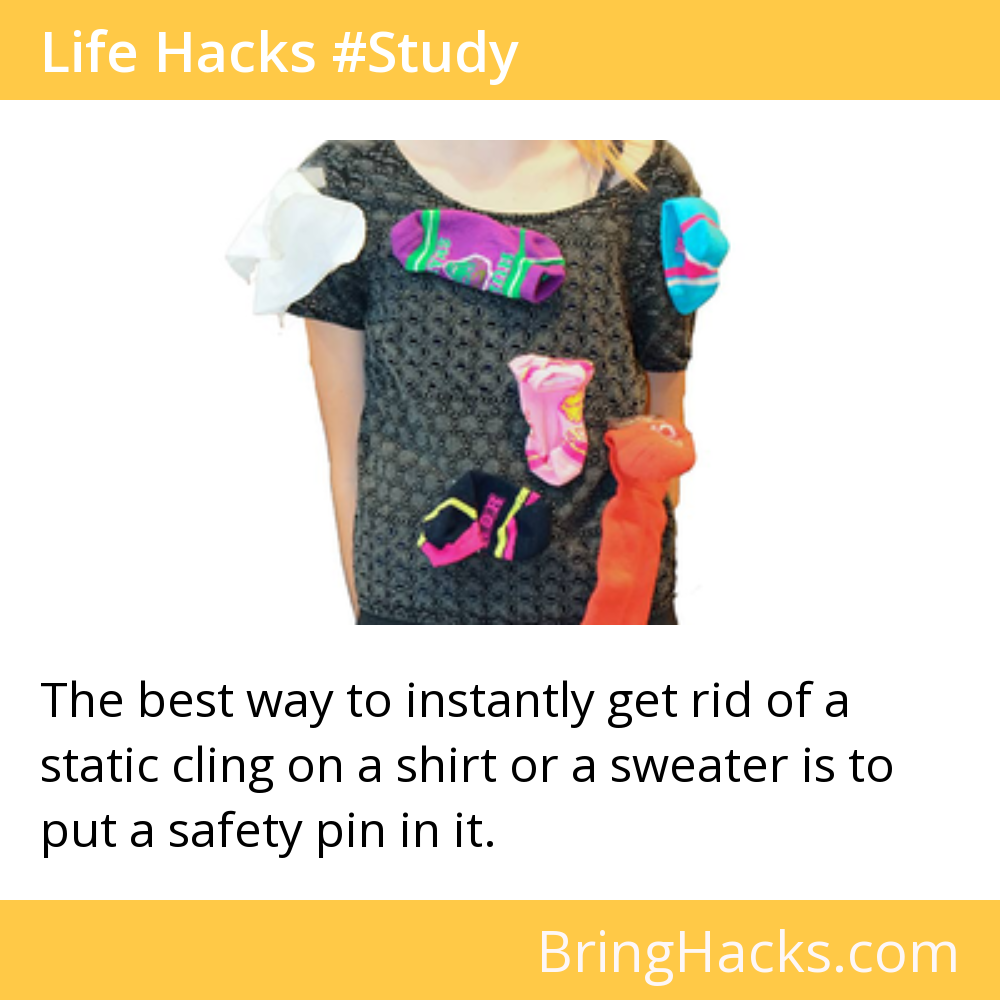 Life Hacks #Study
The best way to instantly get rid of a
static cling on a shirt or a sweater is to
put a safety pin in it.
BringHacks.com